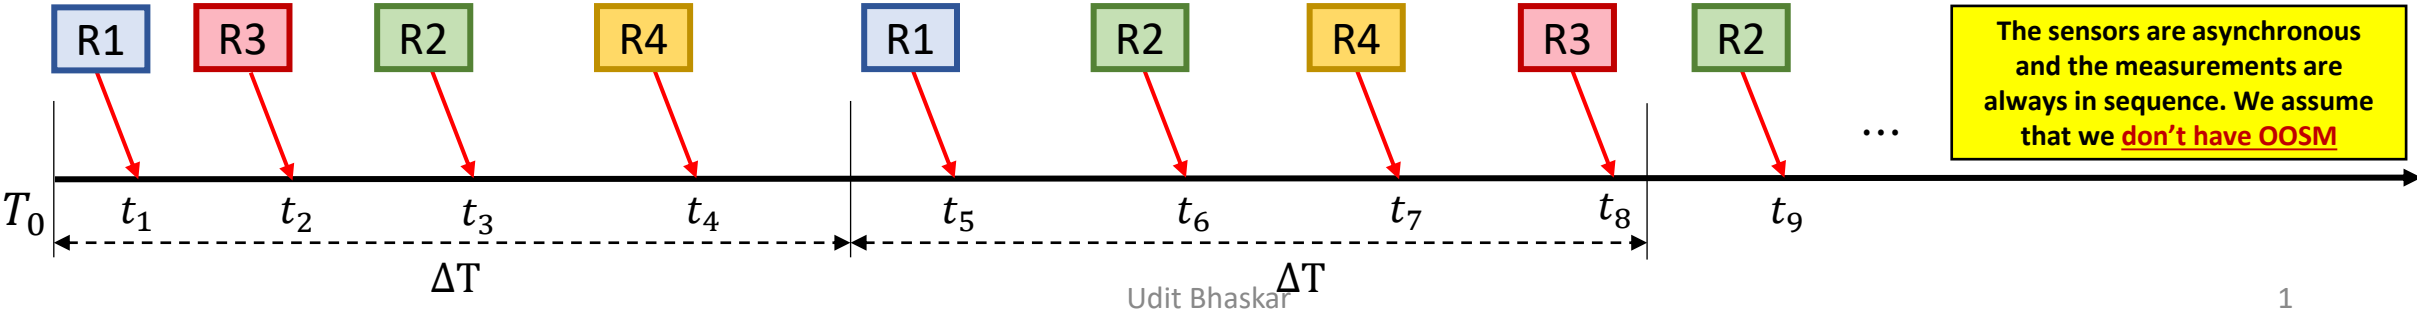 R1 R3 R2 R4 R1 R2 R4 R3 R2
The sensors are asynchronous
and the measurements are
always in sequence. We assume
that we don’t have OOSM
...
T₀ t₁ t₂ t₃ t₄ t₅ t₆ t₇ t₈ t₉
ΔT ΔT
Udit Bhaskar 1